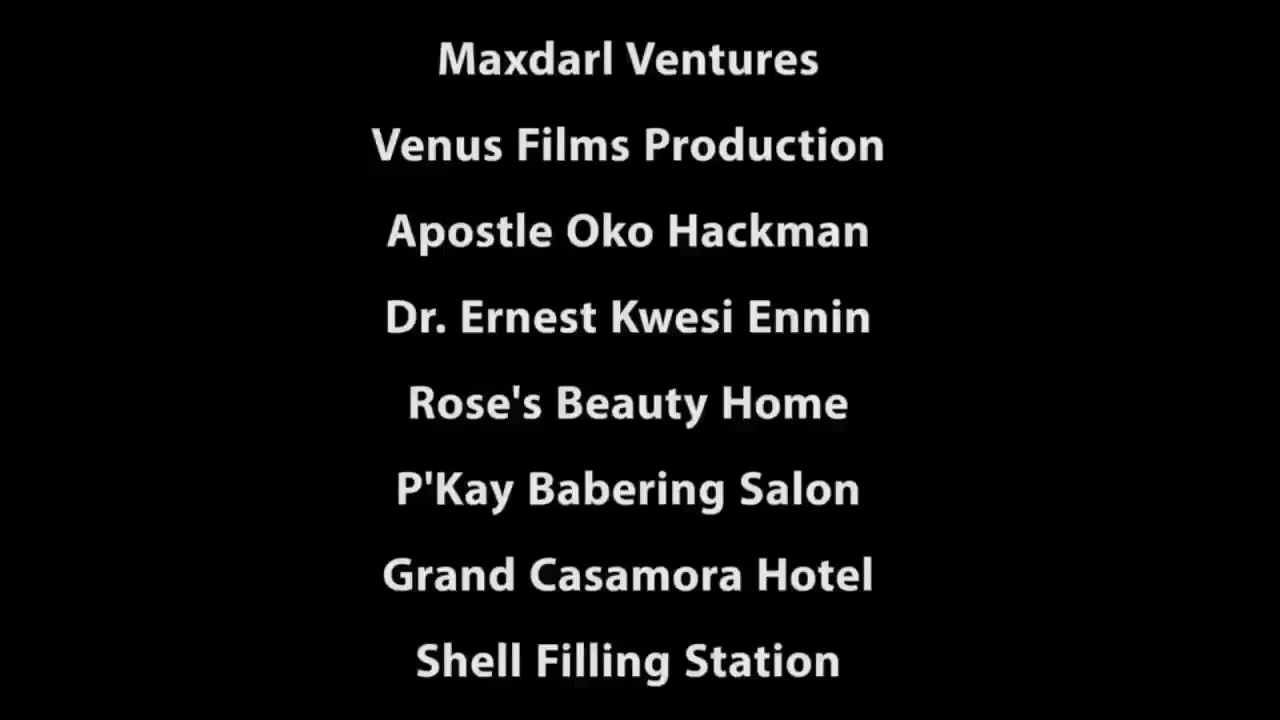 Maxdarl Ventures
Venus Films Production
Apostle Oko Hackman
Dr. Ernest Kwesi Ennin
Rose's Beauty Home
P'Kay Babering Salon
Grand Casamora Hotel
Shell Filling Station